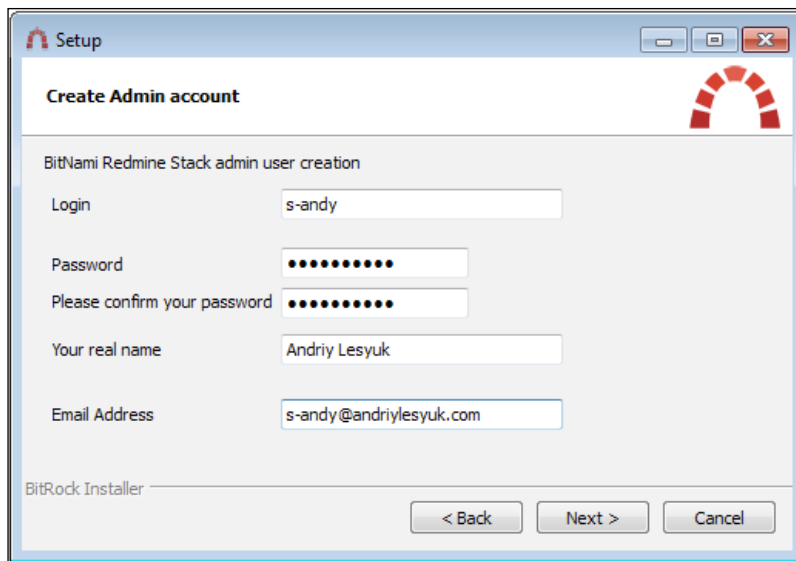 Setup
Create Admin account
BitNami Redmine Stack admin user creation
Login s-andy
Password ••••••••••
Please confirm your password ••••••••••
Your real name Andriy Lesyuk
Email Address s-andy@andriylesyuk.com
BitRock Installer
< Back Next > Cancel